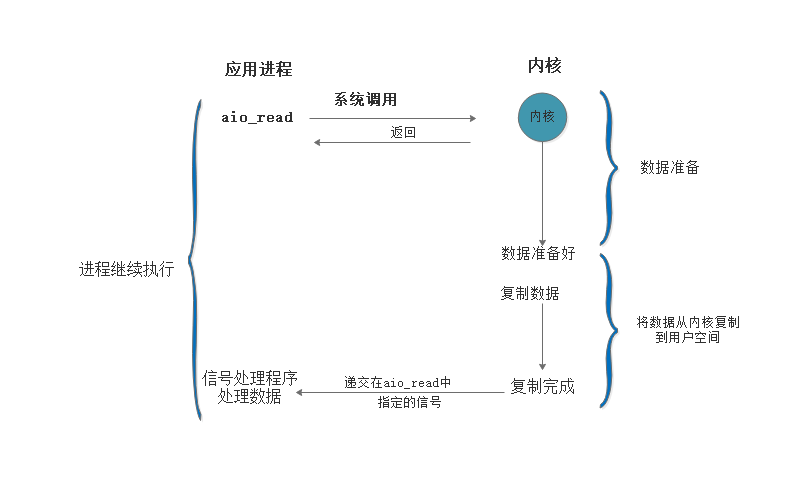 应用进程
内核
系统调用
aio_read
内核
返回
数据准备
数据准备好
进程继续执行
复制数据
将数据从内核复制
到用户空间
信号处理程序
处理数据
递交在aio_read中
指定的信号
复制完成